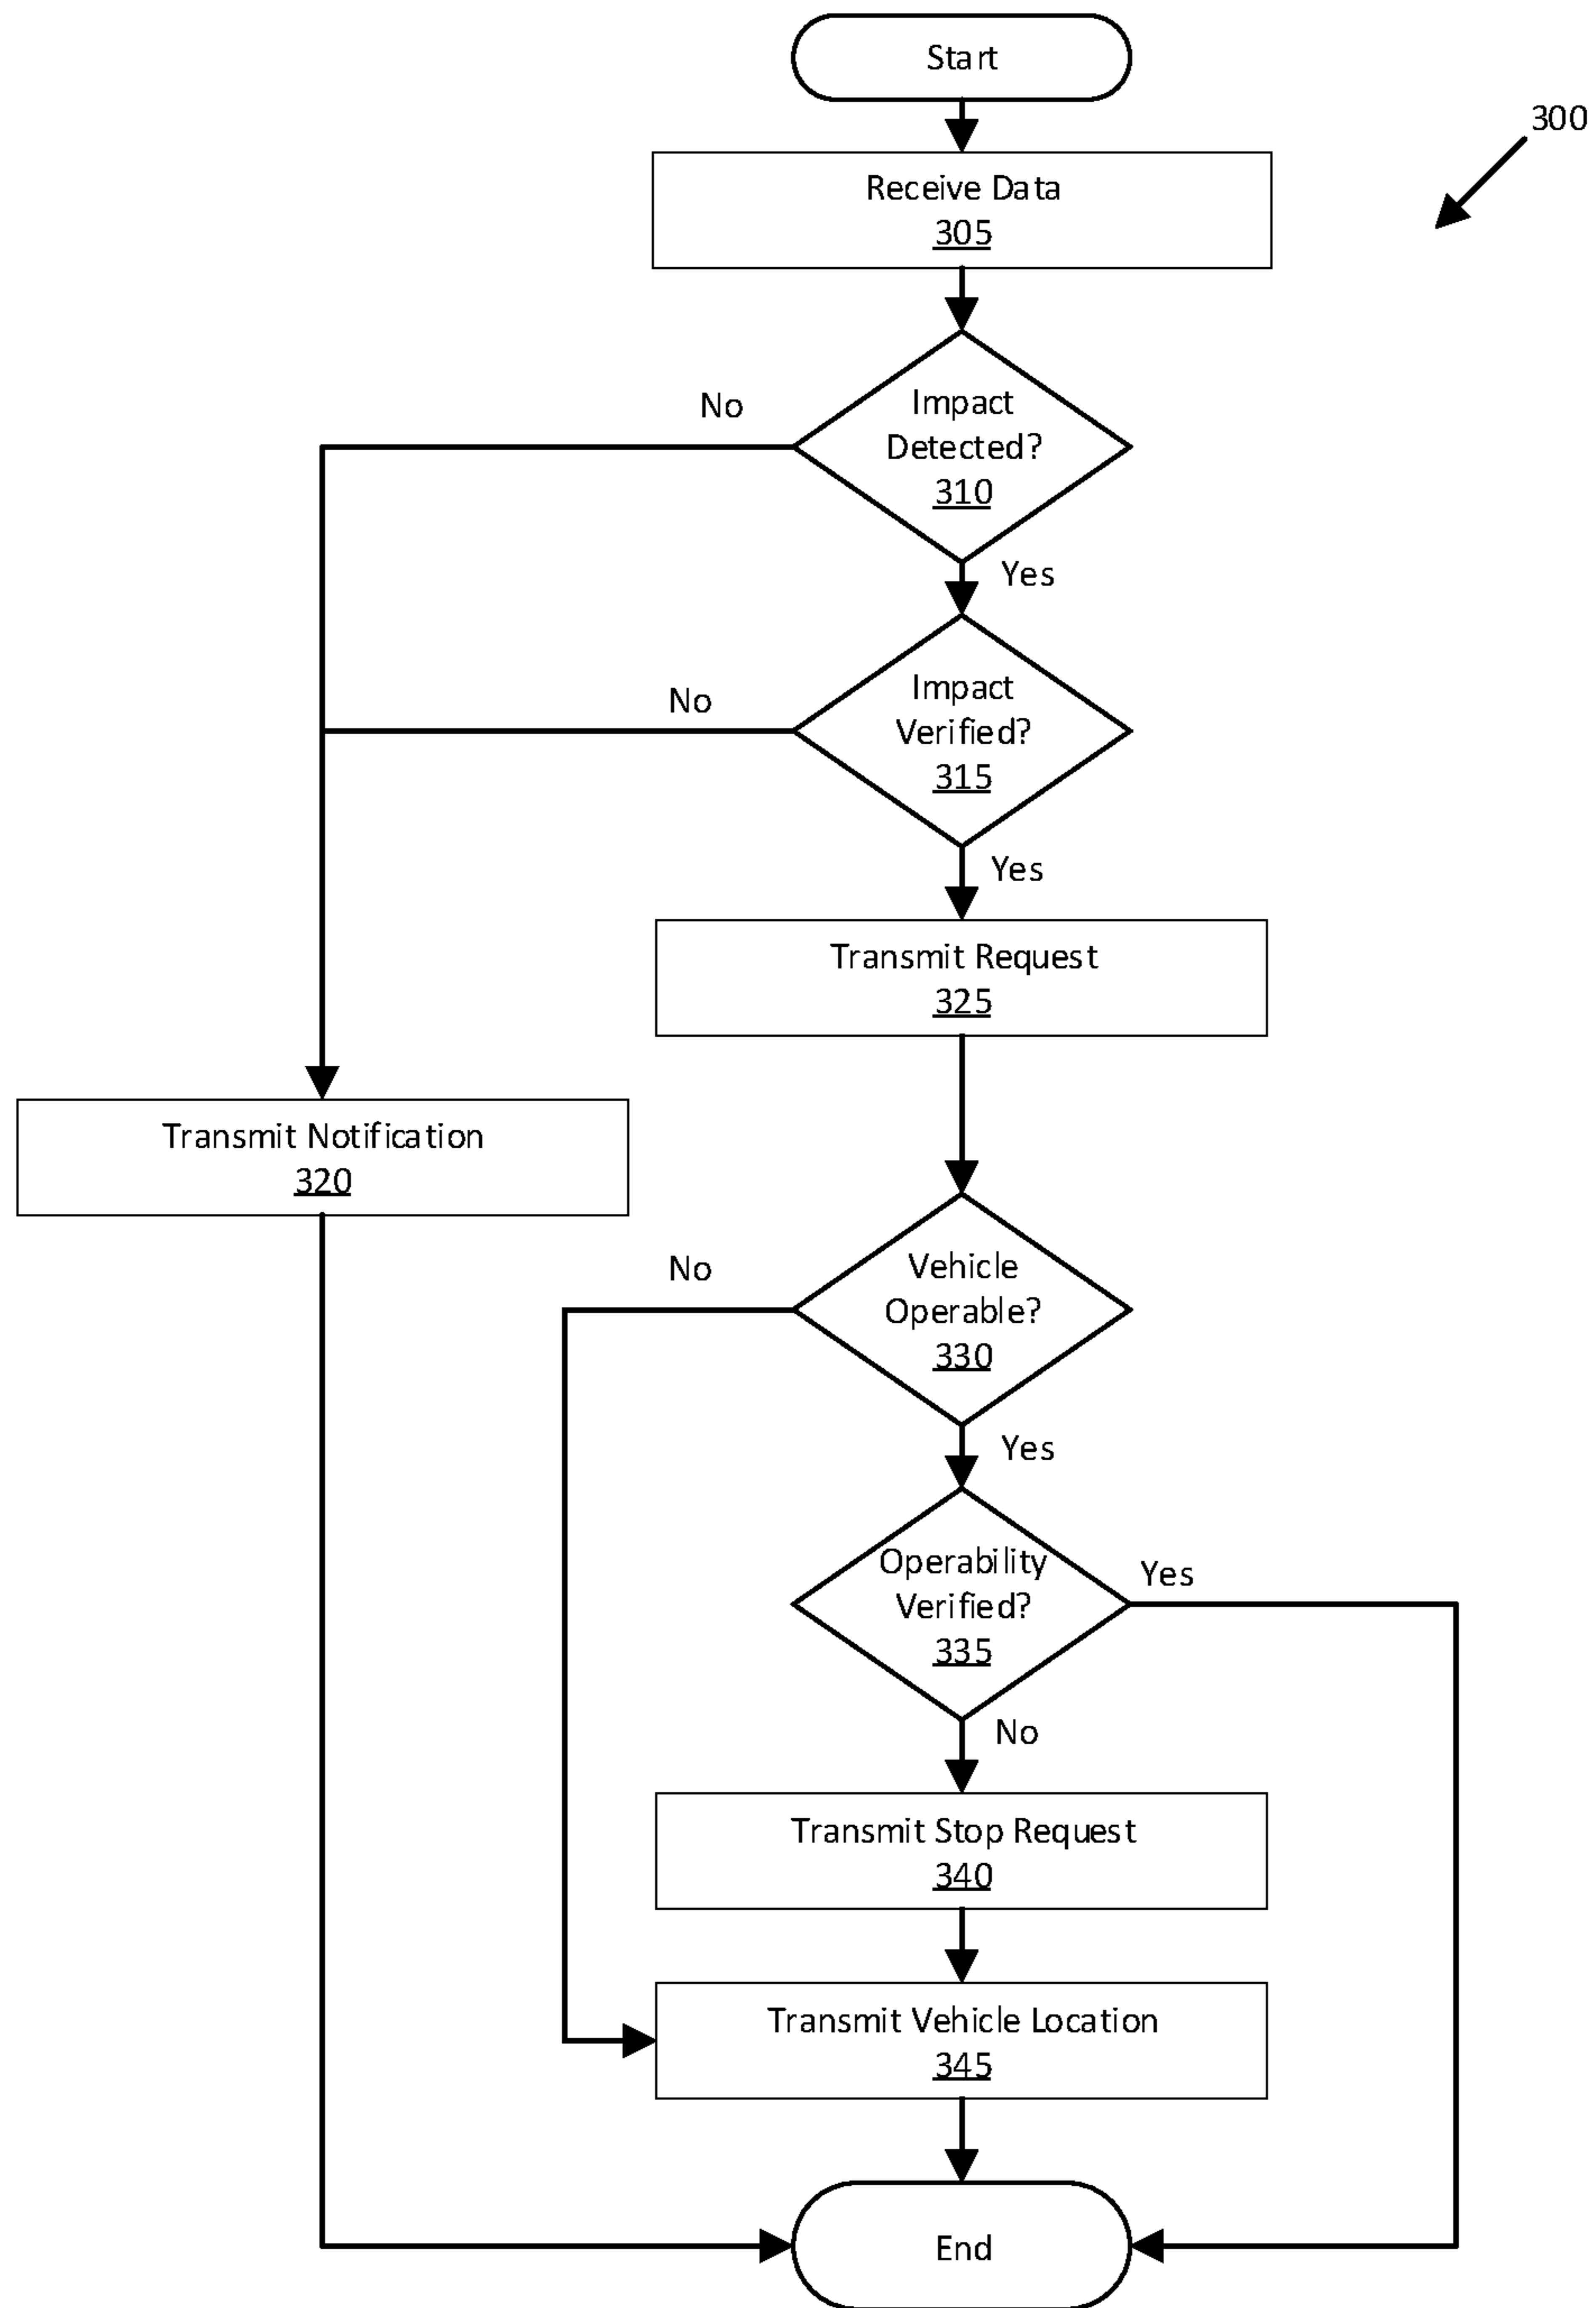 Start
300
Receive Data
305
No
Impact
Detected?
310
Yes
No
Impact
Verified?
315
Yes
Transmit Request
325
Transmit Notification
320
No
Vehicle
Operable?
330
Yes
Operability
Verified?
335
Yes
No
Transmit Stop Request
340
Transmit Vehicle Location
345
End